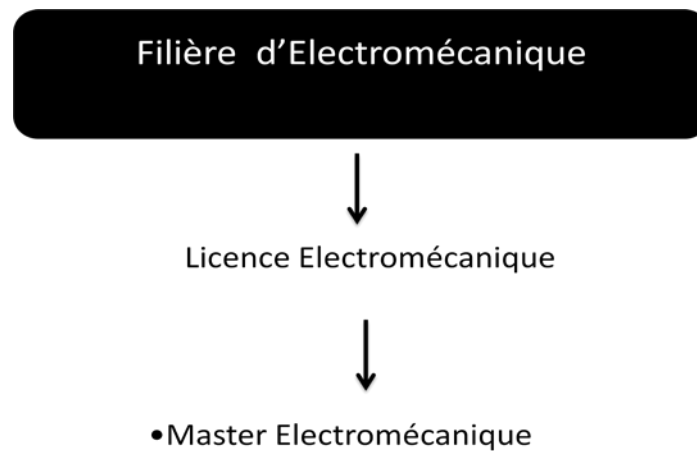 Filière d’Electromécanique
Licence Electromécanique
•Master Electromécanique